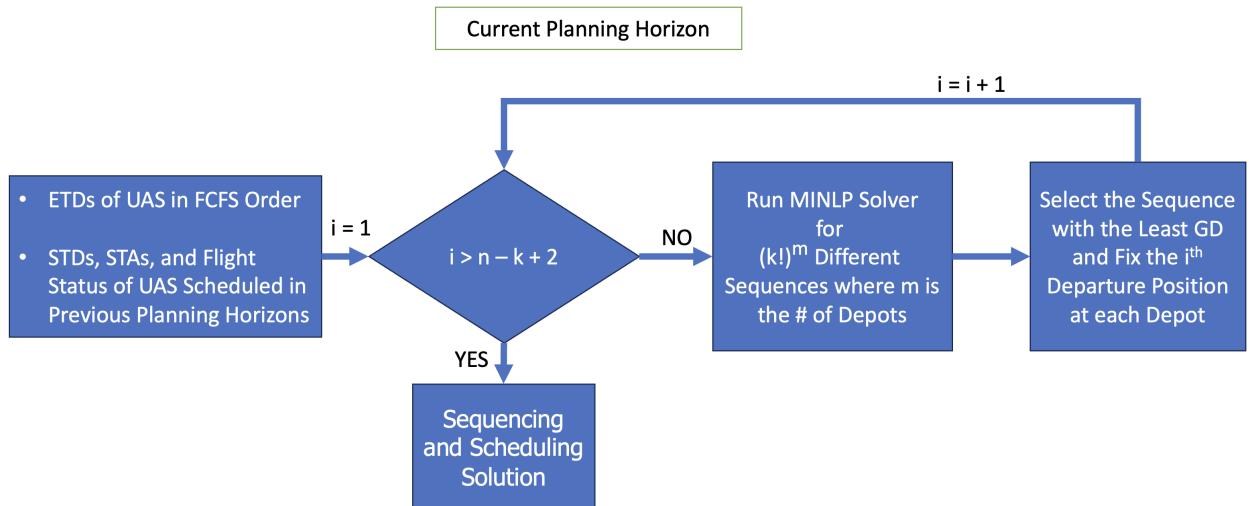 Current Planning Horizon
i = i + 1
• ETDs of UAS in FCFS Order
• STDs, STAs, and Flight
Status of UAS Scheduled in
Previous Planning Horizons
i = 1
i > n – k + 2
NO
Run MINLP Solver
for
(k!)^m Different
Sequences where m is
the # of Depots
Select the Sequence
with the Least GD
and Fix the i^th
Departure Position
at each Depot
YES
Sequencing
and Scheduling
Solution